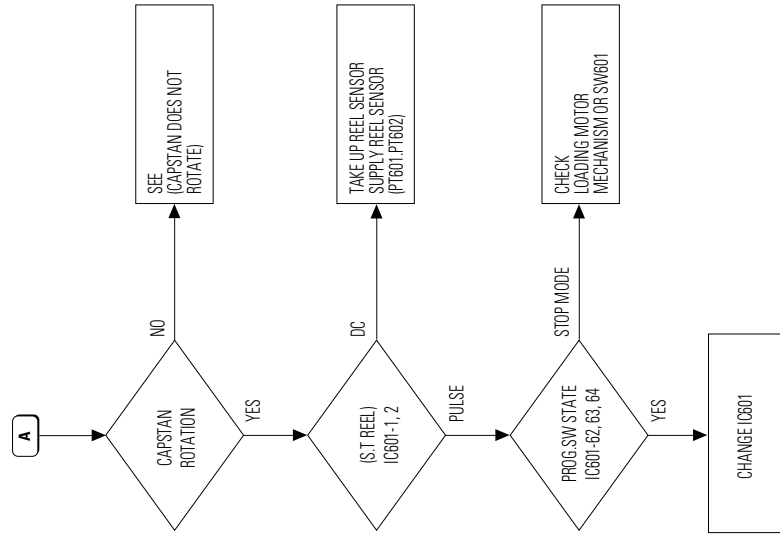 A
CAPSTAN
ROTATION
NO
SEE
(CAPSTAN DOES NOT
ROTATE)
YES
(S.T REEL)
IC601-1, 2
DC
TAKE UP REEL SENSOR
SUPPLY REEL SENSOR
(PT601.PT602)
PULSE
PROG.SW STATE
IC601-62, 63, 64
STOP MODE
CHECK
LOADING MOTOR
MECHANISM OR SW601
YES
CHANGE IC601